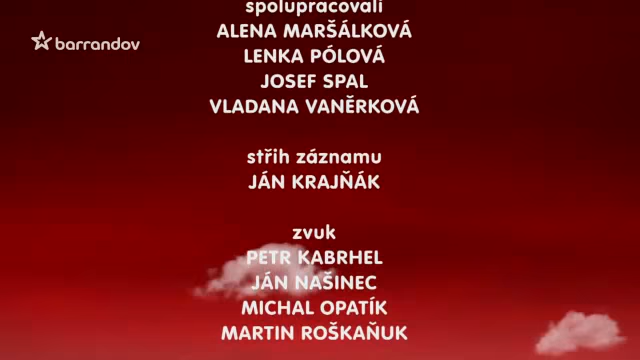 spolupracovali
barrandov
ALENA MARŠÁLKOVÁ
LENKA PÓLOVÁ
JOSEF SPAL
VLADANA VANĚRKOVÁ
střih záznamu
JÁN KRAJŇÁK
zvuk
PETR KABRHEL
JÁN NAŠINEC
MICHAL OPATÍK
MARTIN ROŠKAŇUK